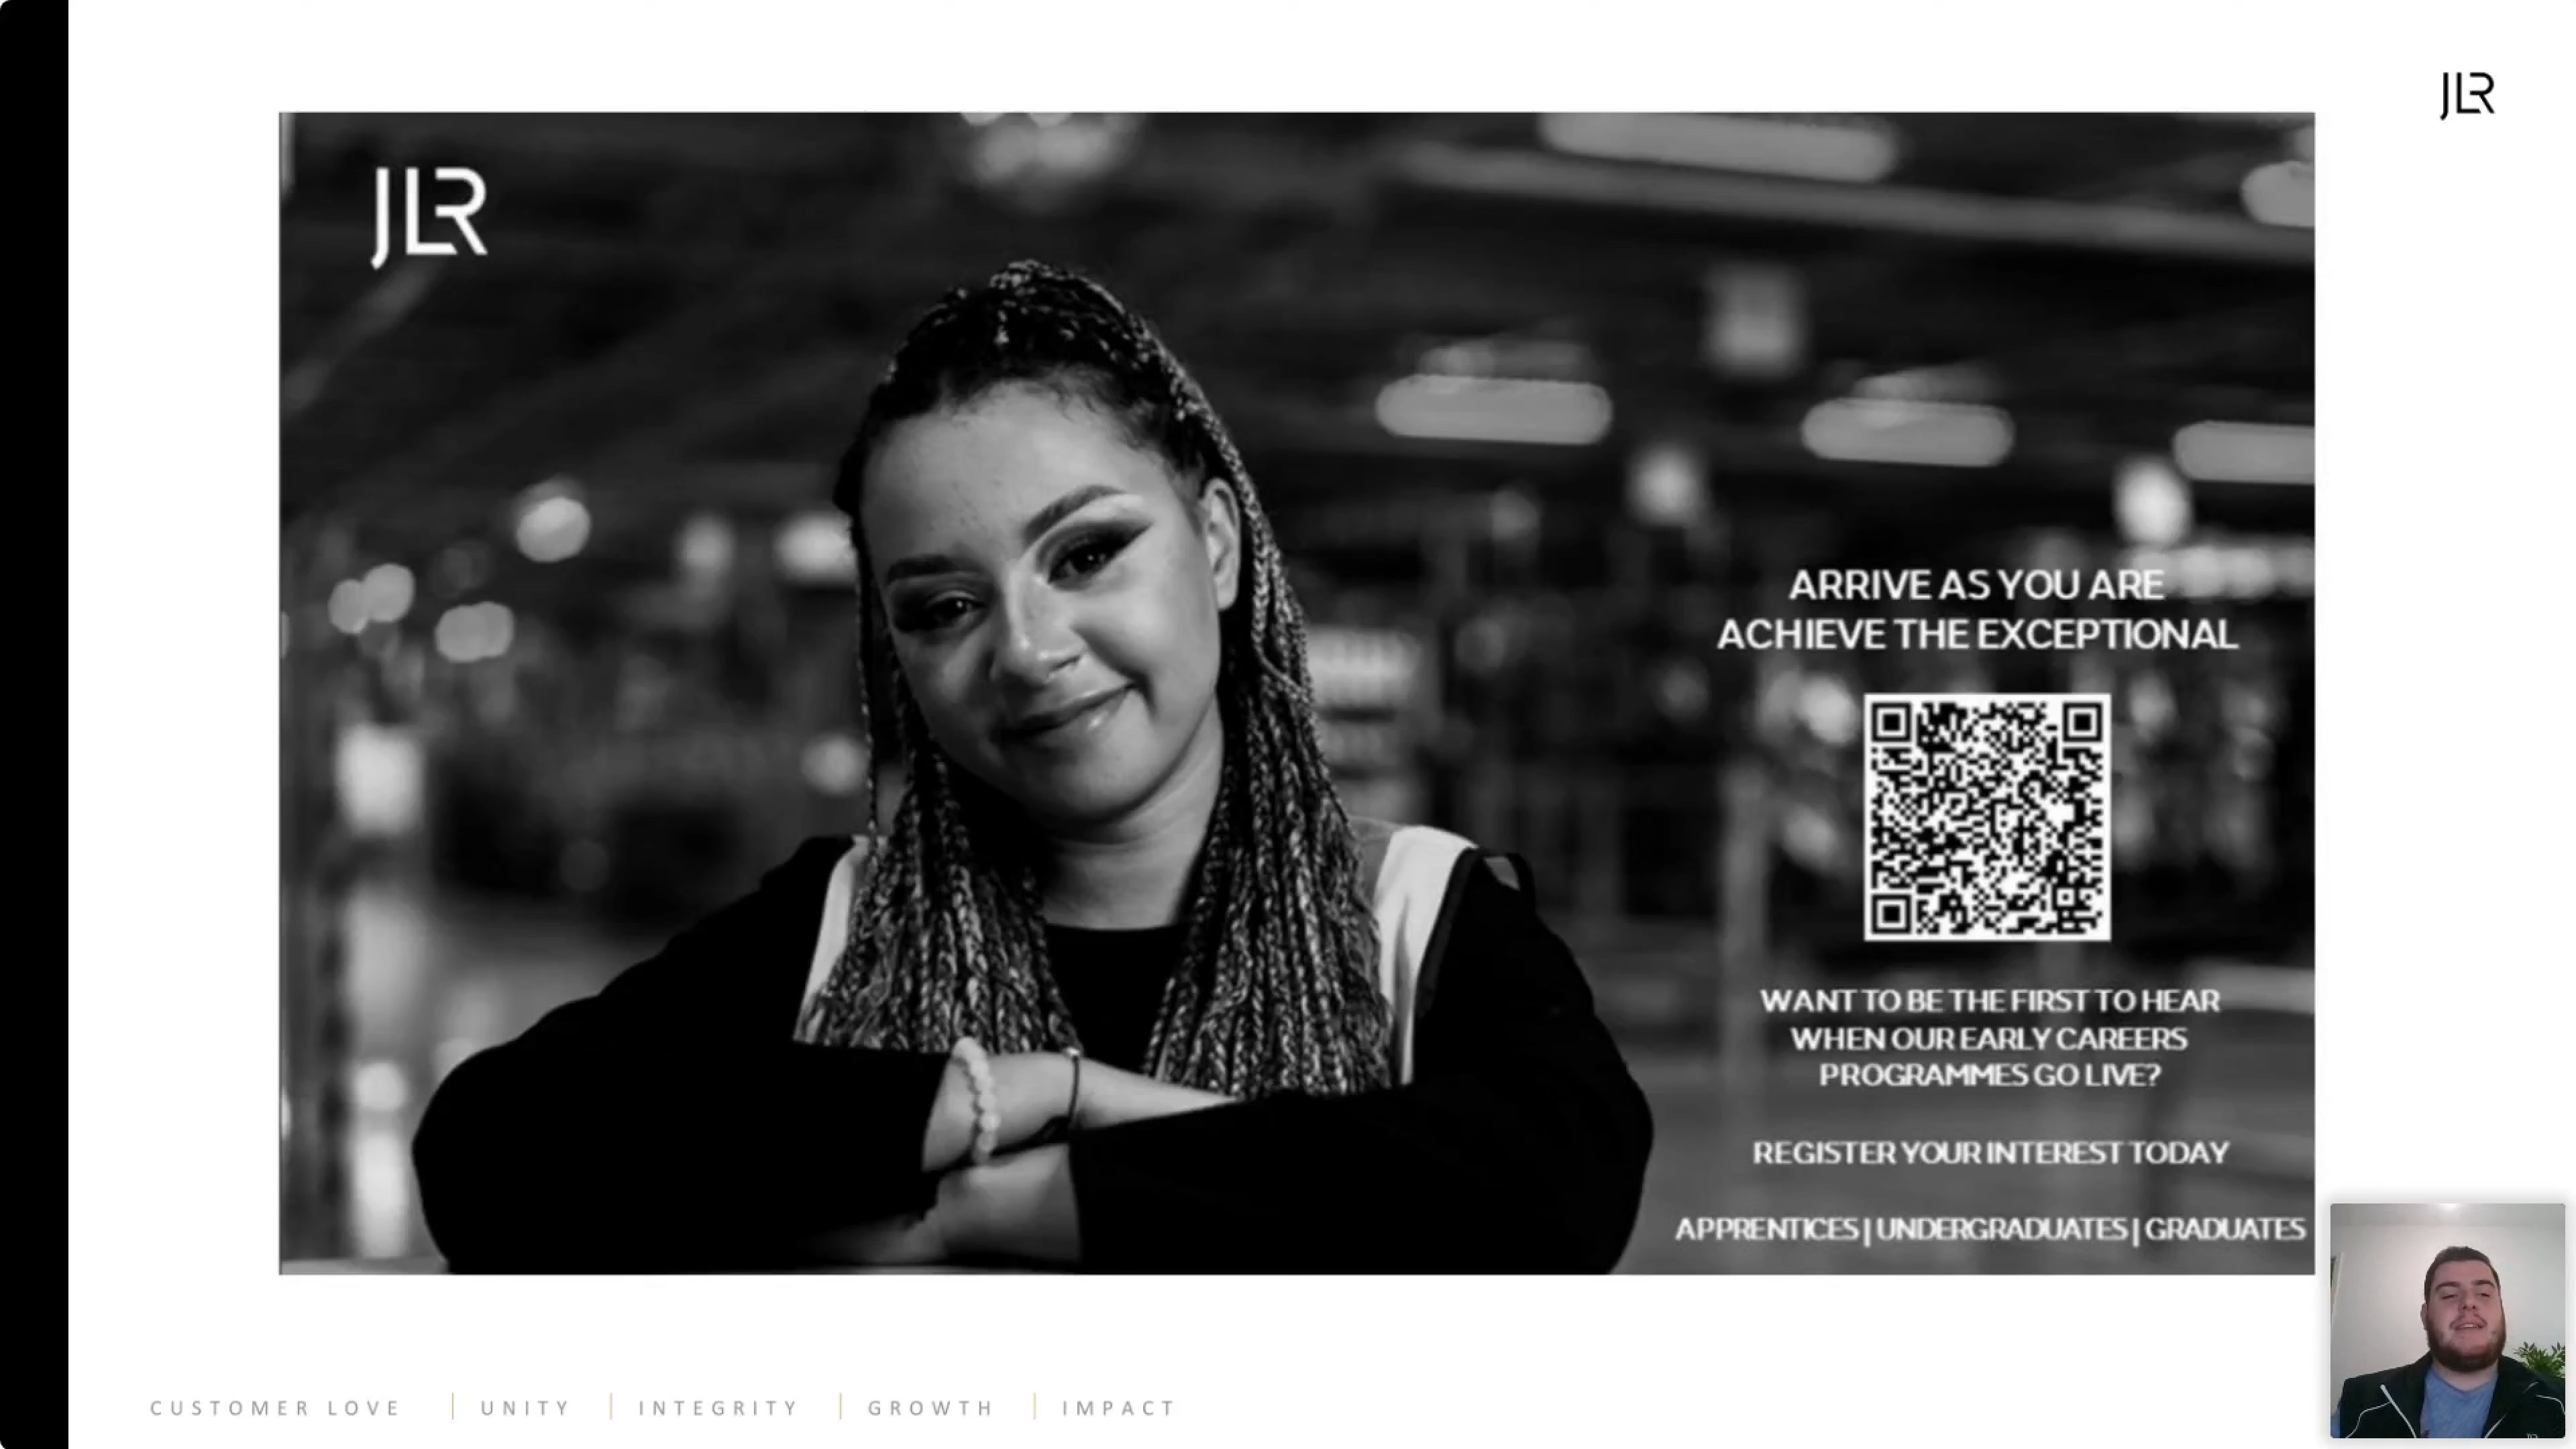 JLR
JLR
ARRIVE AS YOU ARE
ACHIEVE THE EXCEPTIONAL
WANT TO BE THE FIRST TO HEAR
WHEN OUR EARLY CAREERS
PROGRAMMES GO LIVE?
REGISTER YOUR INTEREST TODAY
APPRENTICES | UNDERGRADUATES | GRADUATES
CUSTOMER LOVE | UNITY | INTEGRITY | GROWTH | IMPACT